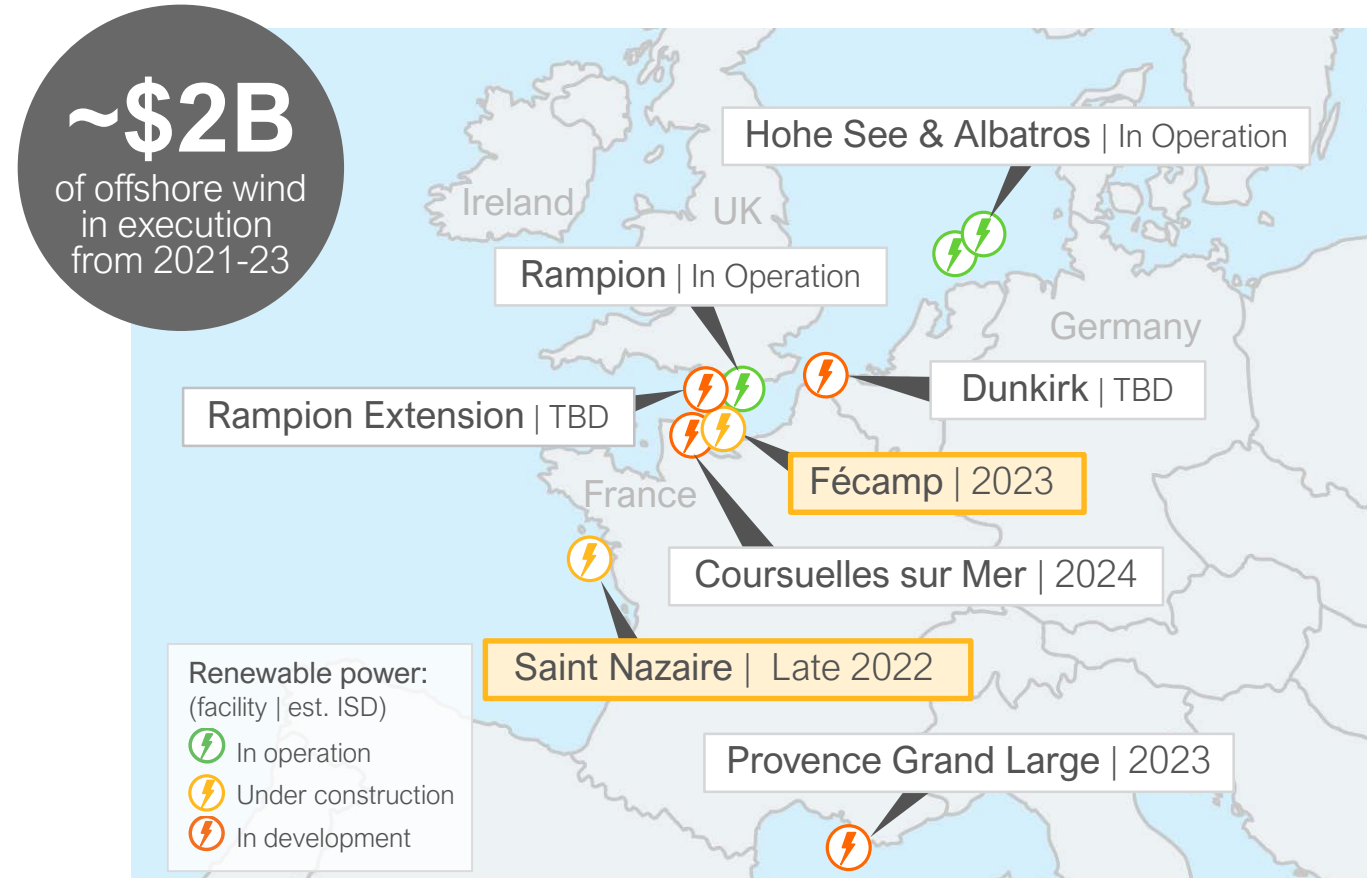 ~$2B
of offshore wind
in execution
from 2021-23
Hohe See & Albatros | In Operation
Ireland
UK
Rampion | In Operation
Germany
Rampion Extension | TBD
Dunkirk | TBD
France
Fécamp | 2023
Coursuelles sur Mer | 2024
Saint Nazaire | Late 2022
Provence Grand Large | 2023
Renewable power:
(facility | est. ISD)
In operation
Under construction
In development